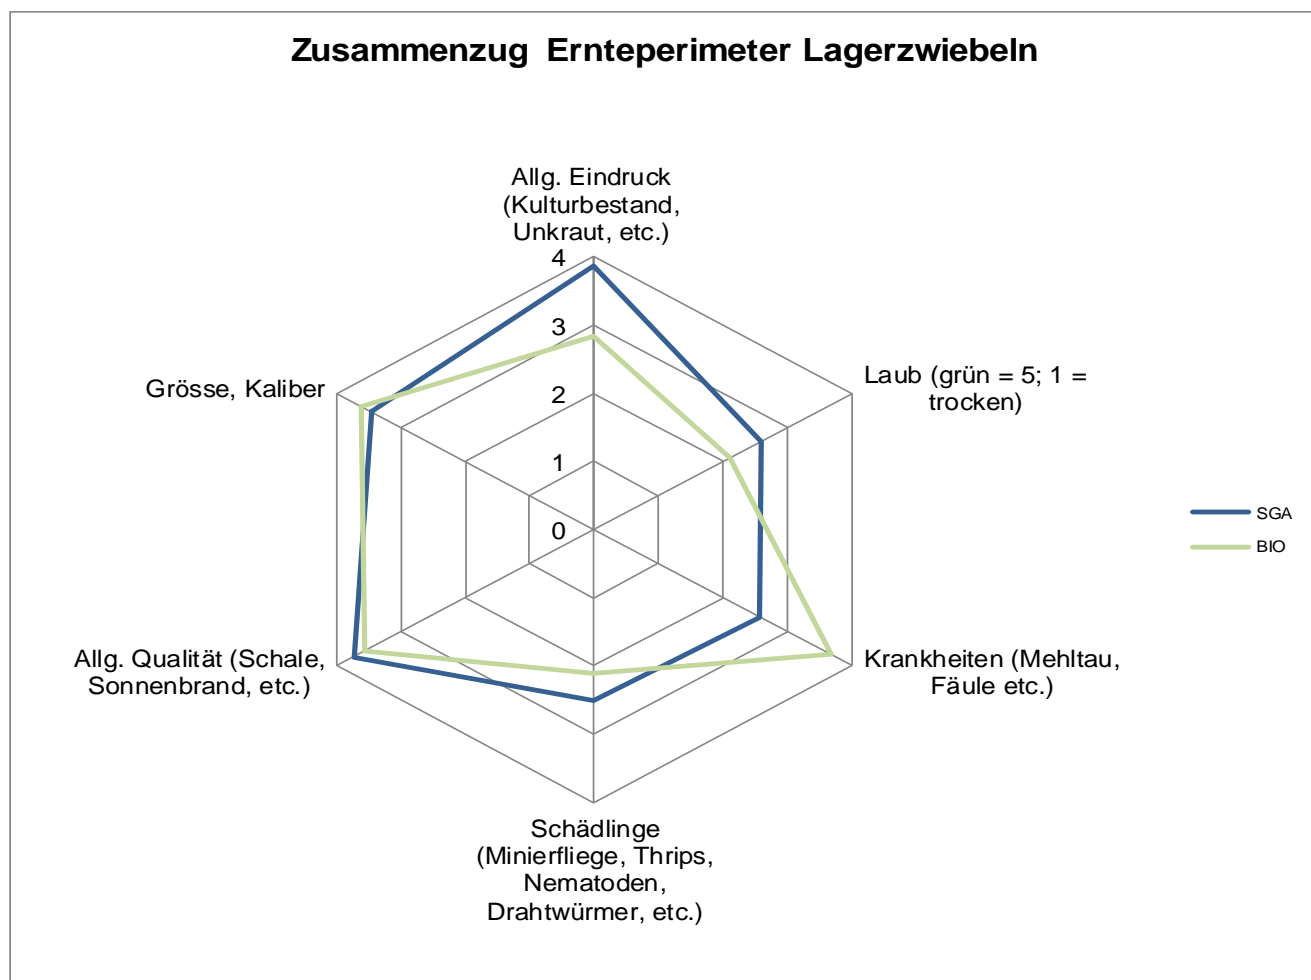 Zusammenzug Ernteperimeter Lagerzwiebeln
Allg. Eindruck
(Kulturbestand,
Unkraut, etc.)
4
3
2
1
0
Laub (grün = 5; 1 =
trocken)
Krankheiten (Mehltau,
Fäule etc.)
Schädlinge
(Minierfliege, Thrips,
Nematoden,
Drahtwürmer, etc.)
Allg. Qualität (Schale,
Sonnenbrand, etc.)
Grösse, Kaliber
SGA
BIO